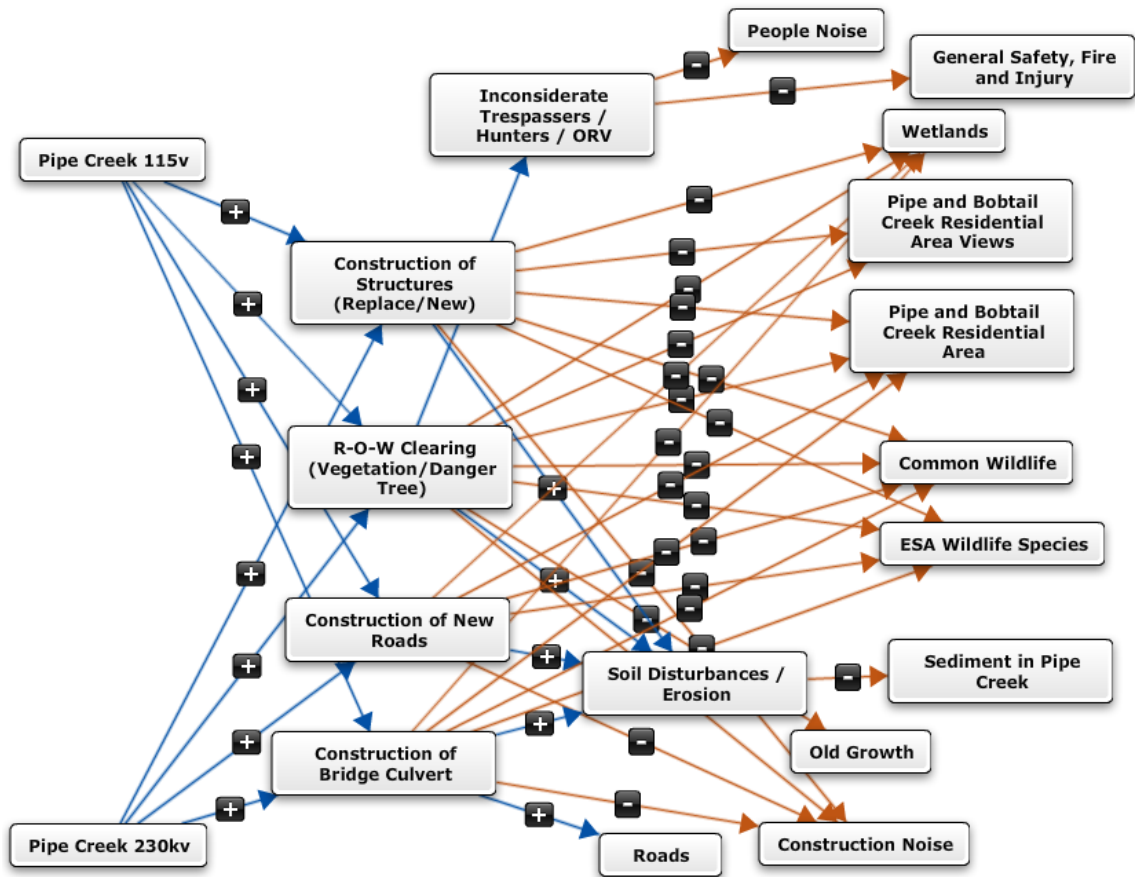 People Noise
General Safety, Fire
and Injury
Inconsiderate
Trespassers /
Hunters / ORV
Wetlands
Pipe Creek 115v
Pipe and Bobtail
Creek Residential
Area Views
Construction of
Structures
(Replace/New)
Pipe and Bobtail
Creek Residential
Area
R-O-W Clearing
(Vegetation/Danger
Tree)
Common Wildlife
ESA Wildlife Species
Construction of New
Roads
Soil Disturbances /
Erosion
Sediment in Pipe
Creek
Old Growth
Construction of
Bridge Culvert
Pipe Creek 230kv
Roads
Construction Noise